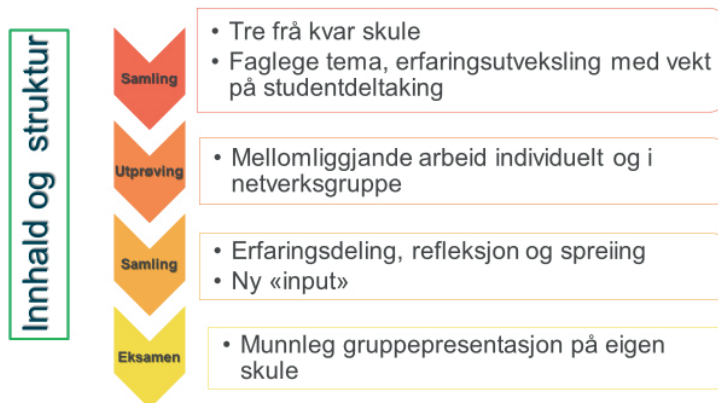 Innhald og struktur
Samling
• Tre frå kvar skule
• Faglege tema, erfaringsutveksling med vekt
på studentdeltaking
Utprøving
• Mellomliggjande arbeid individuelt og i
netverksgruppe
Samling
• Erfaringsdeling, refleksjon og spreiing
• Ny «input»
Eksamen
• Munnleg gruppepresentasjon på eigen
skule